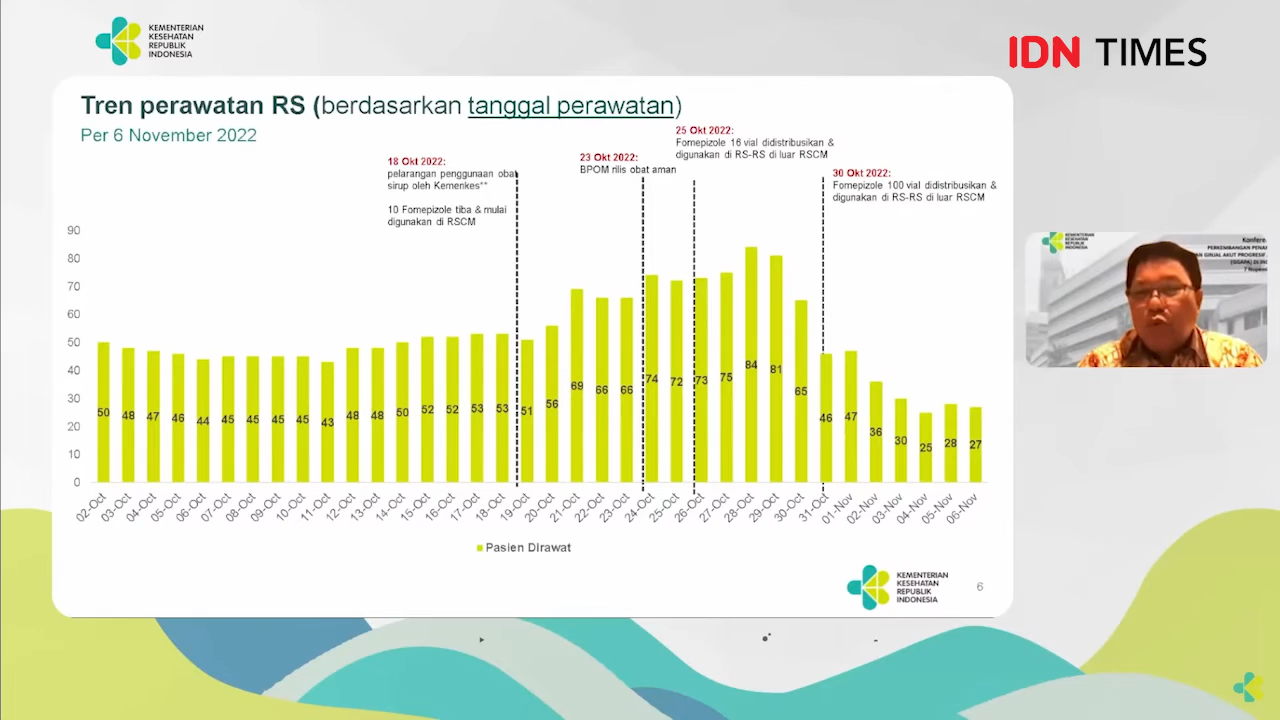 KEMENTERIAN
KESEHATAN
REPUBLIK
INDONESIA
IDN TIMES
Tren perawatan RS (berdasarkan tanggal perawatan)
Per 6 November 2022
18 Okt 2022:
pelarangan penggunaan obat
sirup oleh Kemenkes**
10 Fomepizole tiba & mulai
digunakan di RSCM
23 Okt 2022:
BPOM rilis obat aman
25 Okt 2022:
Fomepizole 16 vial didistribusikan &
digunakan di RS-RS di luar RSCM
30 Okt 2022:
Fomepizole 100 vial didistribusikan &
digunakan di RS-RS di luar RSCM
90
80
70
60
50
40
30
20
10
0
50 48 47 46 44 45 45 45 45 43 48 48 50 52 52 53 53 51 56 69 66 66 74 72 73 75 84 81 65 46 47 36 30 25 28 27
02-Oct 03-Oct 04-Oct 05-Oct 06-Oct 07-Oct 08-Oct 09-Oct 10-Oct 11-Oct 12-Oct 13-Oct 14-Oct 15-Oct 16-Oct 17-Oct 18-Oct 19-Oct 20-Oct 21-Oct 22-Oct 23-Oct 24-Oct 25-Oct 26-Oct 27-Oct 28-Oct 29-Oct 30-Oct 31-Oct 01-Nov 02-Nov 03-Nov 04-Nov 05-Nov 06-Nov
Pasien Dirawat
KEMENTERIAN
KESEHATAN
REPUBLIK
INDONESIA
6
KEMENTERIAN
KESEHATAN
REPUBLIK
INDONESIA